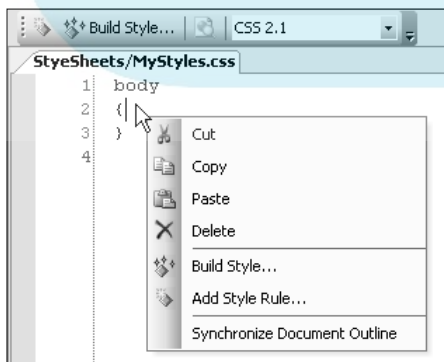 Build Style... CSS 2.1
StyeSheets/MyStyles.css
1 body
2 {
3 }
4
Cut
Copy
Paste
Delete
Build Style...
Add Style Rule...
Synchronize Document Outline